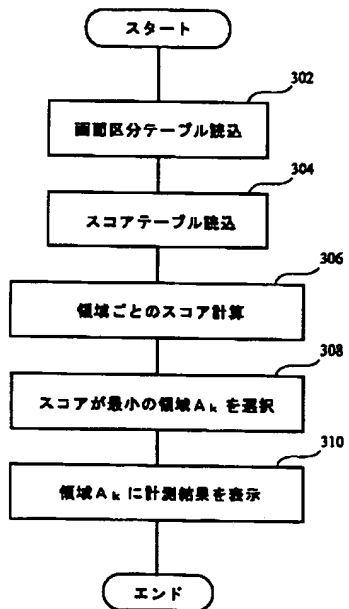 スタート
302
画面区分テーブル読込
304
スコアテーブル読込
306
領域ごとのスコア計算
308
スコアが最小の領域Aₖを選択
310
領域Aₖに計測結果を表示
エンド